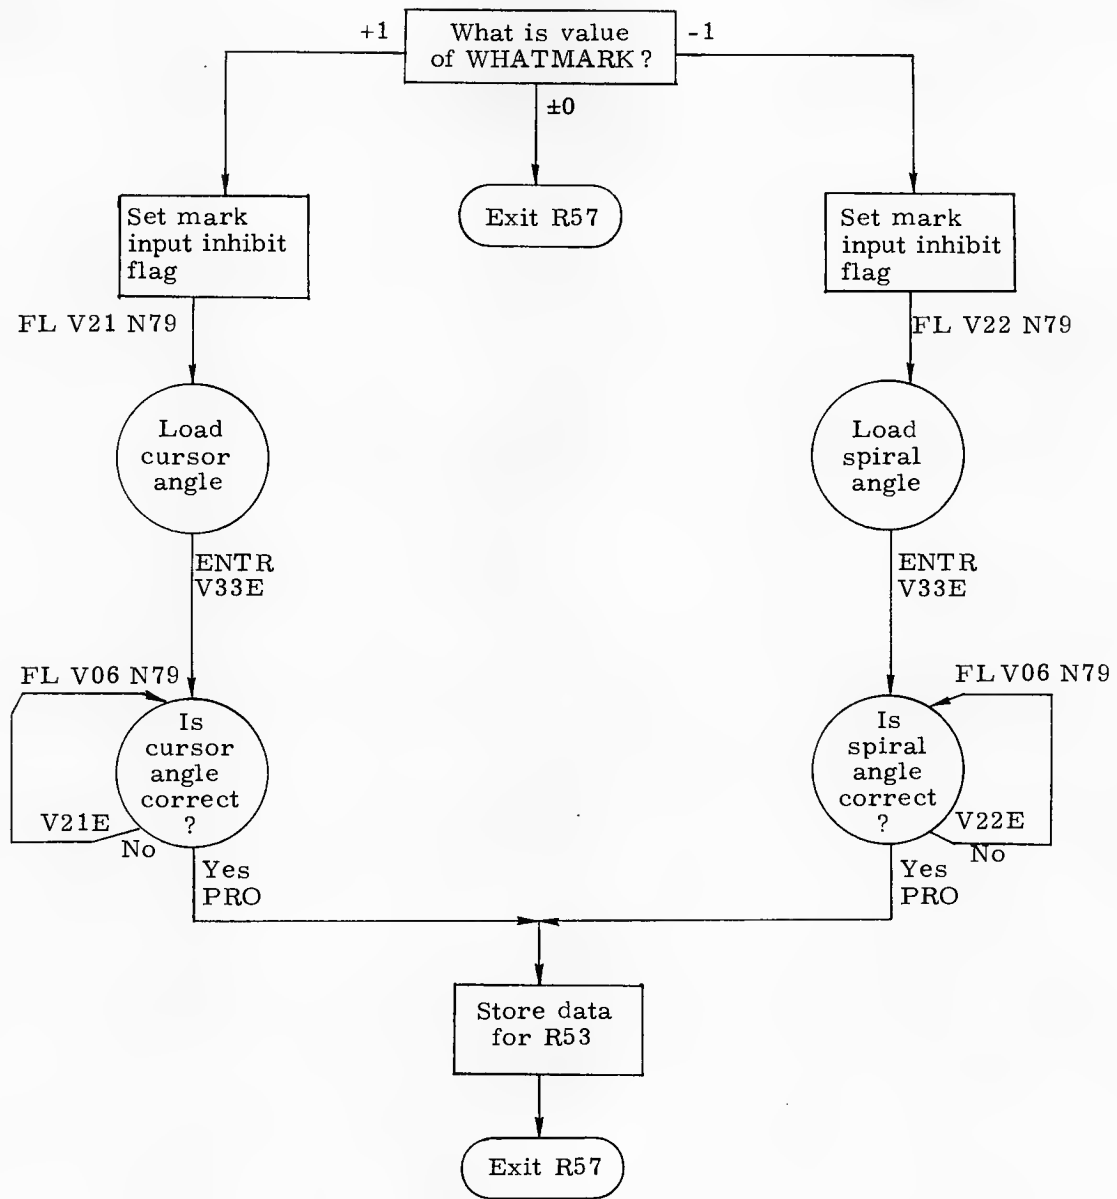 What is value
of WHATMARK ?
+1
-1
±0
Exit R57
Set mark
input inhibit
flag
Set mark
input inhibit
flag
FL V21 N79
FL V22 N79
Load
cursor
angle
Load
spiral
angle
ENTR
V33E
ENTR
V33E
FL V06 N79
FL V06 N79
Is
cursor
angle
correct
?
Is
spiral
angle
correct
?
V21E
No
V22E
No
Yes
PRO
Yes
PRO
Store data
for R53
Exit R57